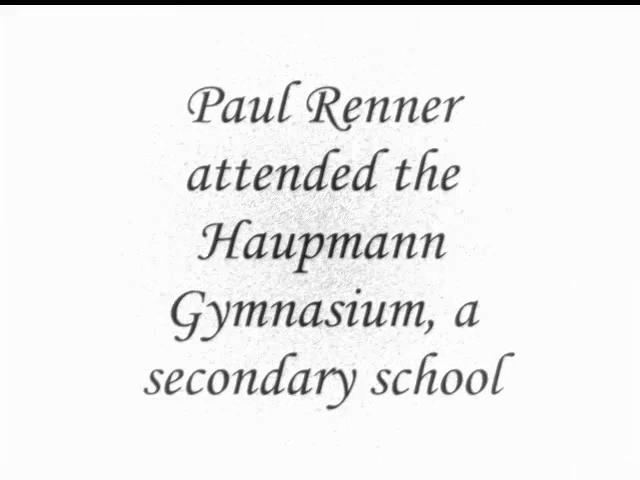 Paul Renner
attended the
Haupmann
Gymnasium, a
secondary school